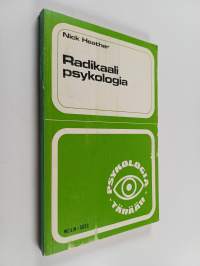 Nick Heather
Radikaali
psykologia
PSYKOLOGIA
TÄNÄÄN